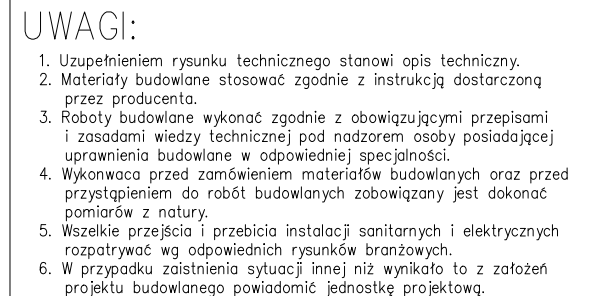 UWAGI:
1. Uzupełnieniem rysunku technicznego stanowi opis techniczny.
2. Materiały budowlane stosować zgodnie z instrukcją dostarczoną
przez producenta.
3. Roboty budowlane wykonać zgodnie z obowiązującymi przepisami
i zasadami wiedzy technicznej pod nadzorem osoby posiadającej
uprawnienia budowlane w odpowiedniej specjalności.
4. Wykonwaca przed zamówieniem materiałów budowlanych oraz przed
przystąpieniem do robót budowlanych zobowiązany jest dokonać
pomiarów z natury.
5. Wszelkie przejścia i przebicia instalacji sanitarnych i elektrycznych
rozpatrywać wg odpowiednich rysunków branżowych.
6. W przypadku zaistnienia sytuacji innej niż wynikało to z założeń
projektu budowlanego powiadomić jednostkę projektową.